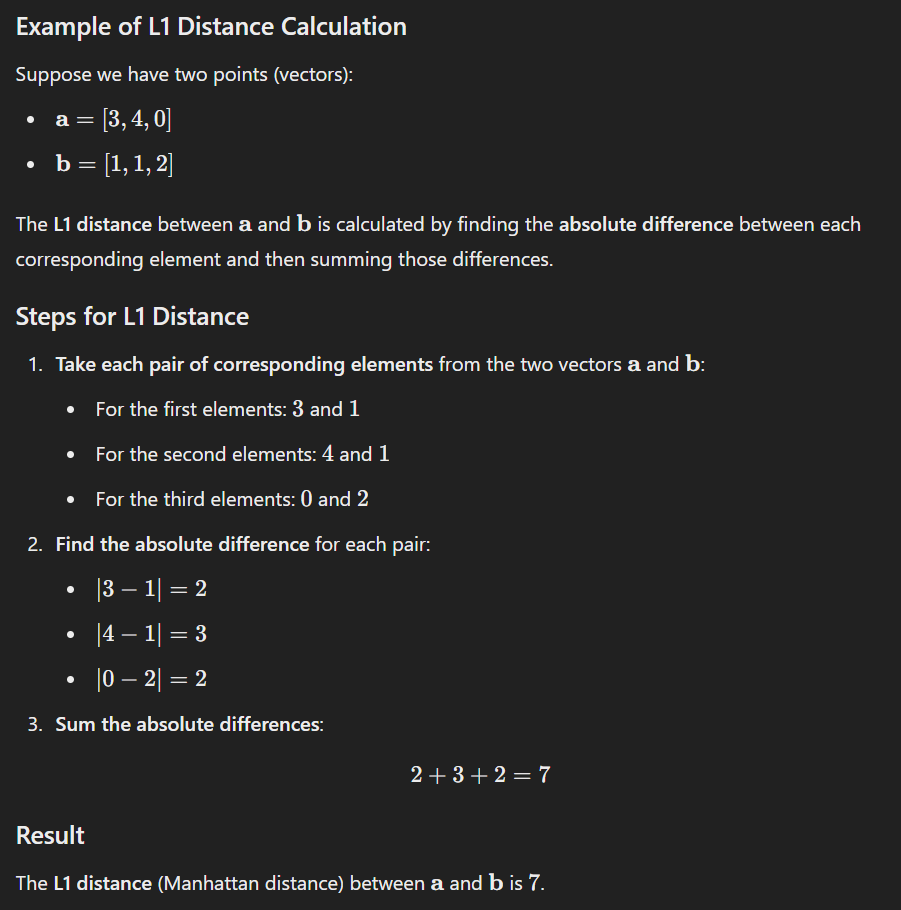 Example of L1 Distance Calculation
Suppose we have two points (vectors):
• a = [3, 4, 0]
• b = [1, 1, 2]
The L1 distance between a and b is calculated by finding the absolute difference between each
corresponding element and then summing those differences.
Steps for L1 Distance
1. Take each pair of corresponding elements from the two vectors a and b:
• For the first elements: 3 and 1
• For the second elements: 4 and 1
• For the third elements: 0 and 2
2. Find the absolute difference for each pair:
• |3 − 1| = 2
• |4 − 1| = 3
• |0 − 2| = 2
3. Sum the absolute differences:
2 + 3 + 2 = 7
Result
The L1 distance (Manhattan distance) between a and b is 7.